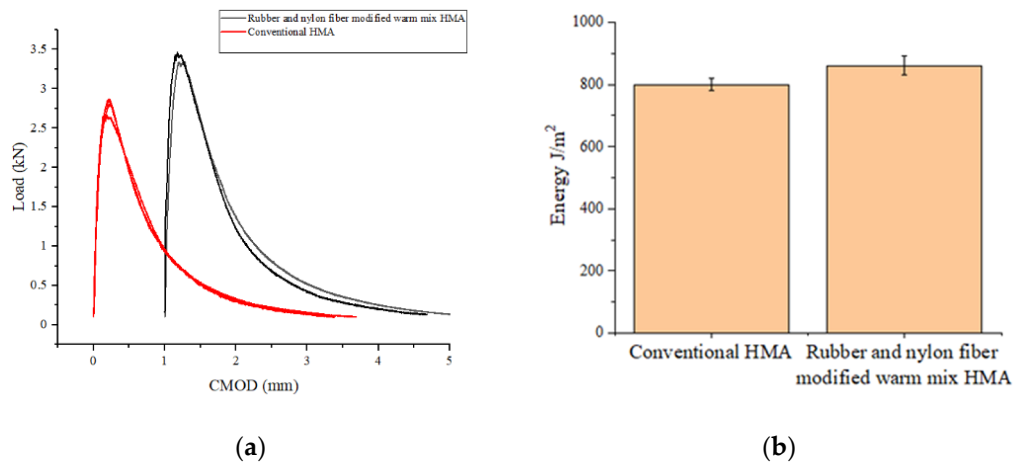 Rubber and nylon fiber modified warm mix HMA
Conventional HMA
3.5
3
2.5
2
1.5
1
0.5
0
Load (kN)
0 1 2 3 4 5
CMOD (mm)
(a)
1000
800
600
400
200
0
Energy J/m²
Conventional HMA
Rubber and nylon fiber
modified warm mix HMA
(b)